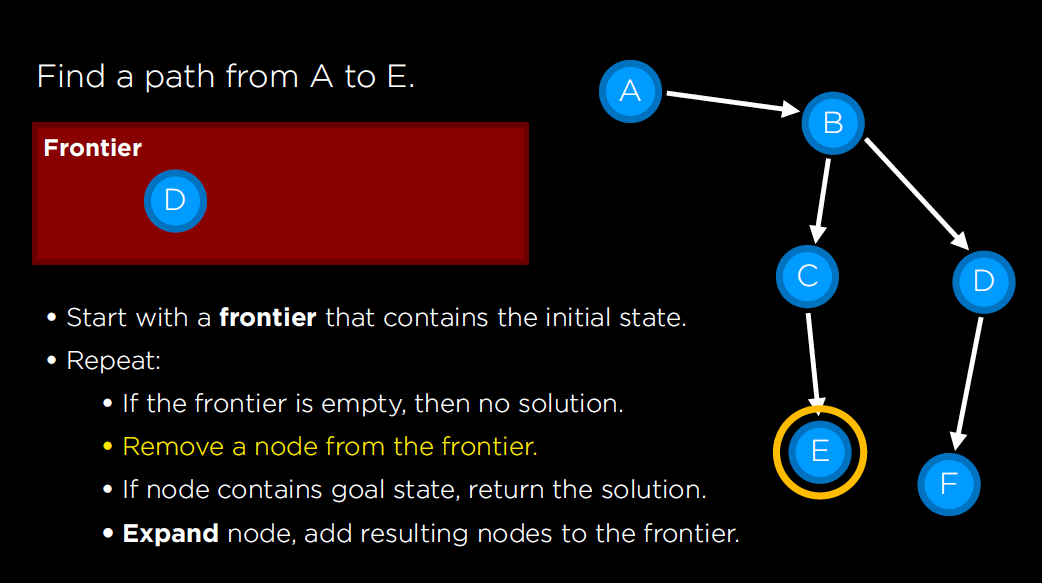 Find a path from A to E.
Frontier
D
• Start with a frontier that contains the initial state.
• Repeat:
• If the frontier is empty, then no solution.
• Remove a node from the frontier.
• If node contains goal state, return the solution.
• Expand node, add resulting nodes to the frontier.
A
B
C
D
E
F